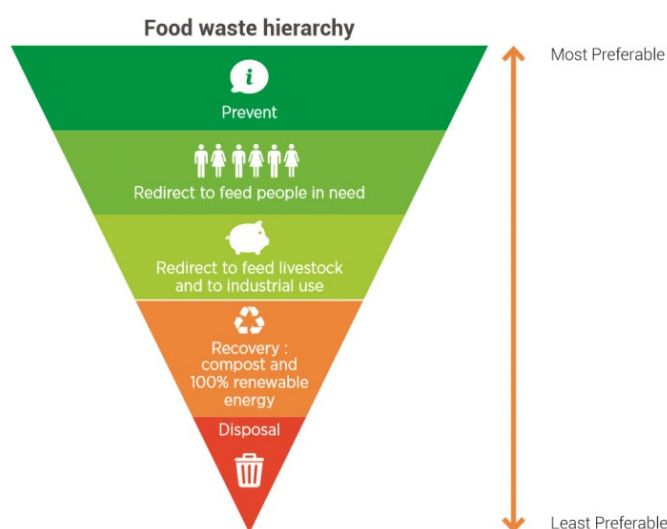 Food waste hierarchy
Most Preferable
i
Prevent
Redirect to feed people in need
Redirect to feed livestock
and to industrial use
Recovery :
compost and
100% renewable
energy
Disposal
Least Preferable